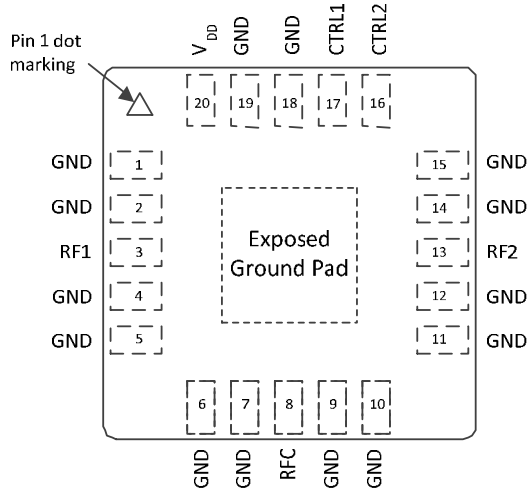 Pin 1 dot
marking
VDD
GND
GND
CTRL1
CTRL2
20
19
18
17
16
GND
1
15
GND
GND
2
14
GND
RF1
3
13
RF2
GND
4
12
GND
GND
5
11
GND
Exposed
Ground Pad
6
7
8
9
10
GND
GND
RFC
GND
GND